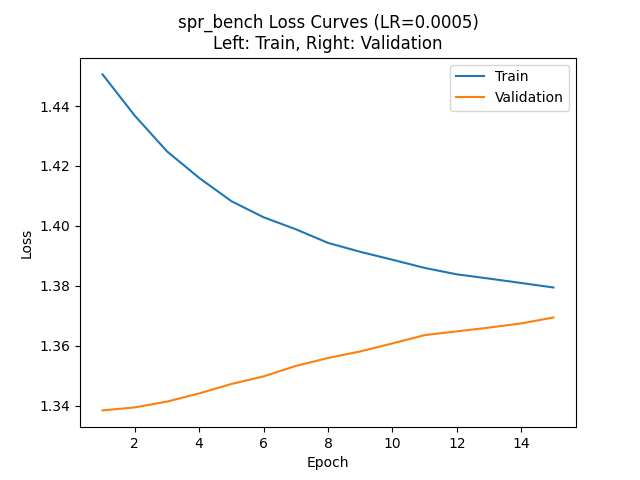 spr_bench Loss Curves (LR=0.0005)
Left: Train, Right: Validation
Train
Validation
1.44
1.42
1.40
1.38
1.36
1.34
Loss
2 4 6 8 10 12 14
Epoch